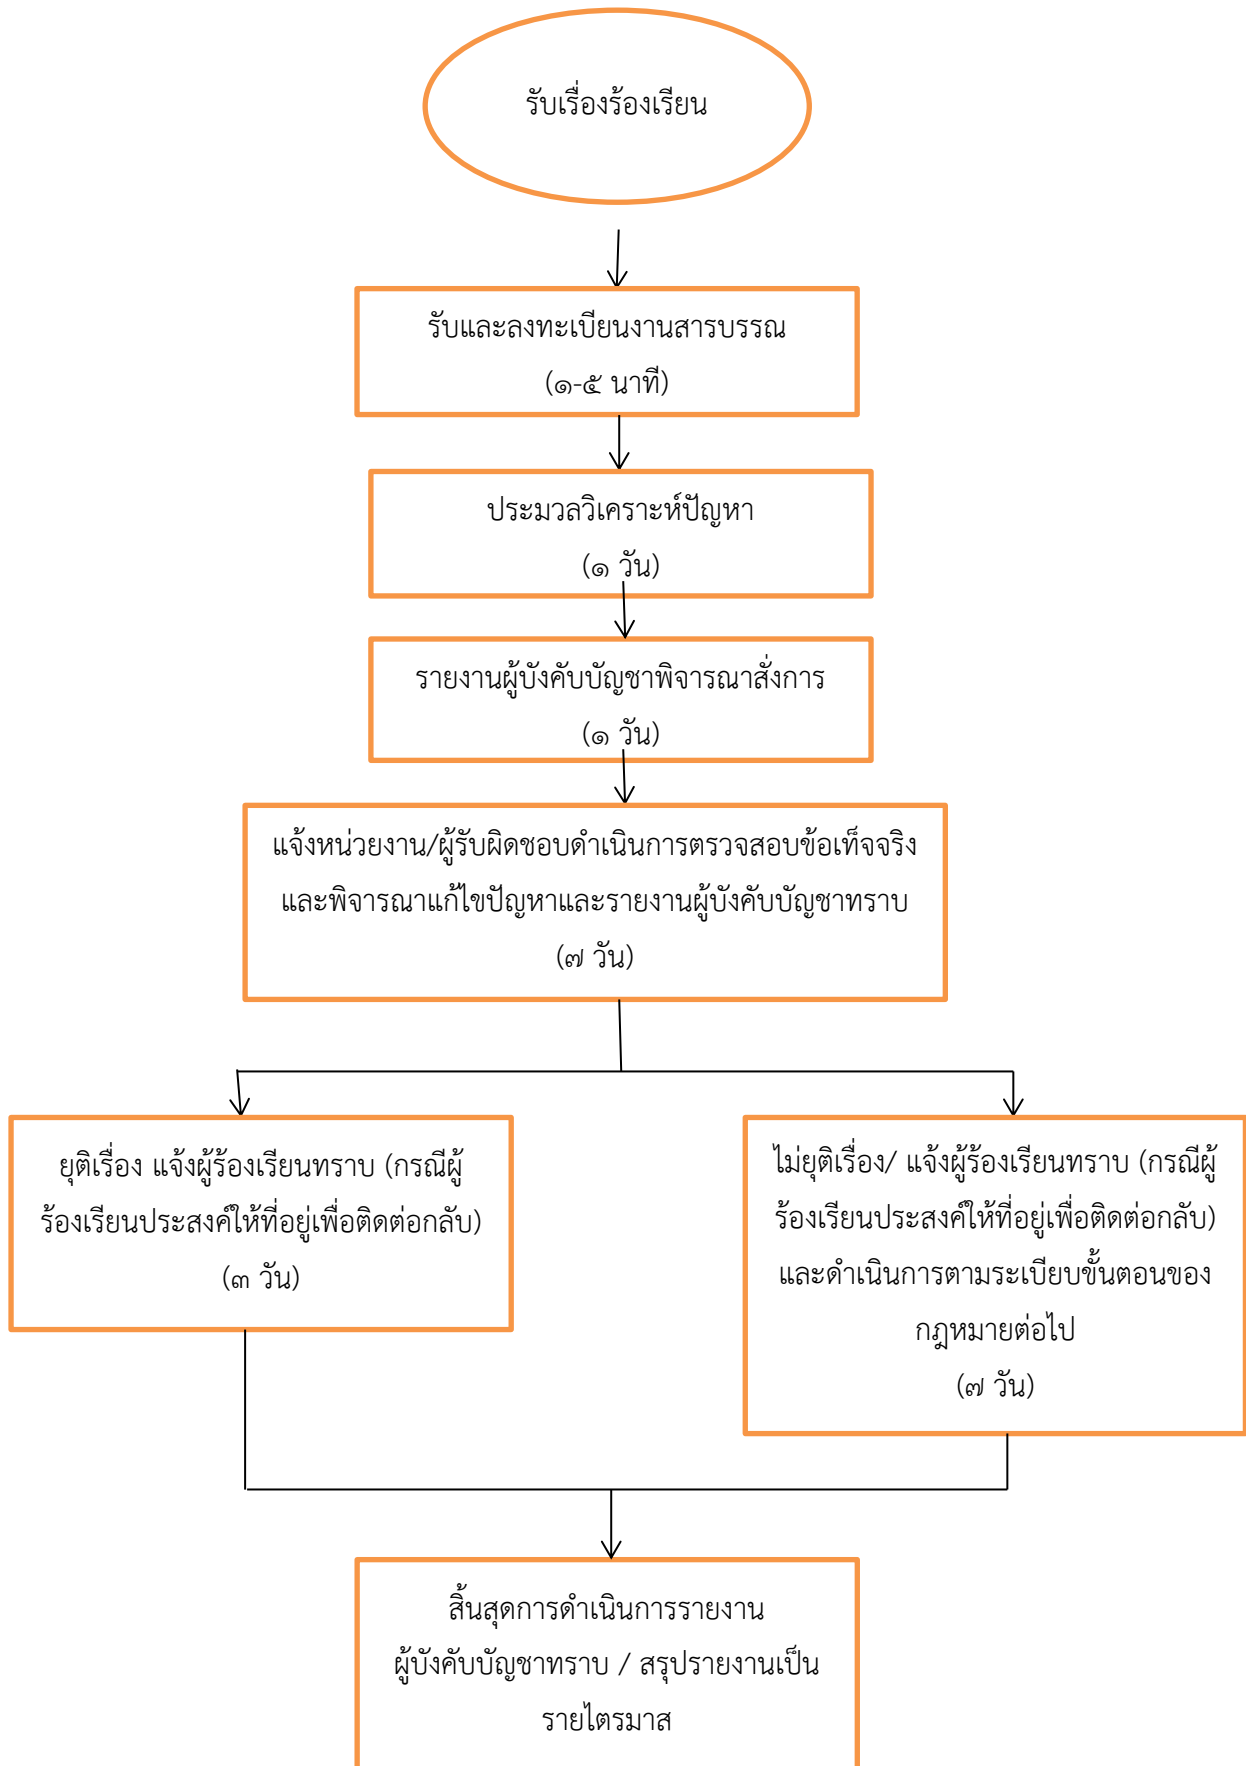 รับเรื่องร้องเรียน
รับและลงทะเบียนงานสารบรรณ
(๑-๕ นาที)
ประมวลวิเคราะห์ปัญหา
(๑ วัน)
รายงานผู้บังคับบัญชาพิจารณาสั่งการ
(๑ วัน)
แจ้งหน่วยงาน/ผู้รับผิดชอบดำเนินการตรวจสอบข้อเท็จจริง
และพิจารณาแก้ไขปัญหาและรายงานผู้บังคับบัญชาทราบ
(๗ วัน)
ยุติเรื่อง แจ้งผู้ร้องเรียนทราบ (กรณีผู้
ร้องเรียนประสงค์ให้ที่อยู่เพื่อติดต่อกลับ)
(๓ วัน)
ไม่ยุติเรื่อง/ แจ้งผู้ร้องเรียนทราบ (กรณีผู้
ร้องเรียนประสงค์ให้ที่อยู่เพื่อติดต่อกลับ)
และดำเนินการตามระเบียบขั้นตอนของ
กฎหมายต่อไป
(๗ วัน)
สิ้นสุดการดำเนินการรายงาน
ผู้บังคับบัญชาทราบ / สรุปรายงานเป็น
รายไตรมาส